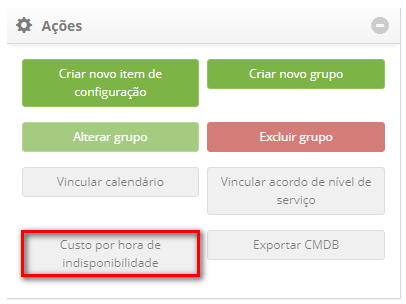 Ações
Criar novo item de
configuração
Criar novo grupo
Alterar grupo
Excluir grupo
Vincular calendário
Vincular acordo de nível de
serviço
Custo por hora de
indisponibilidade
Exportar CMDB